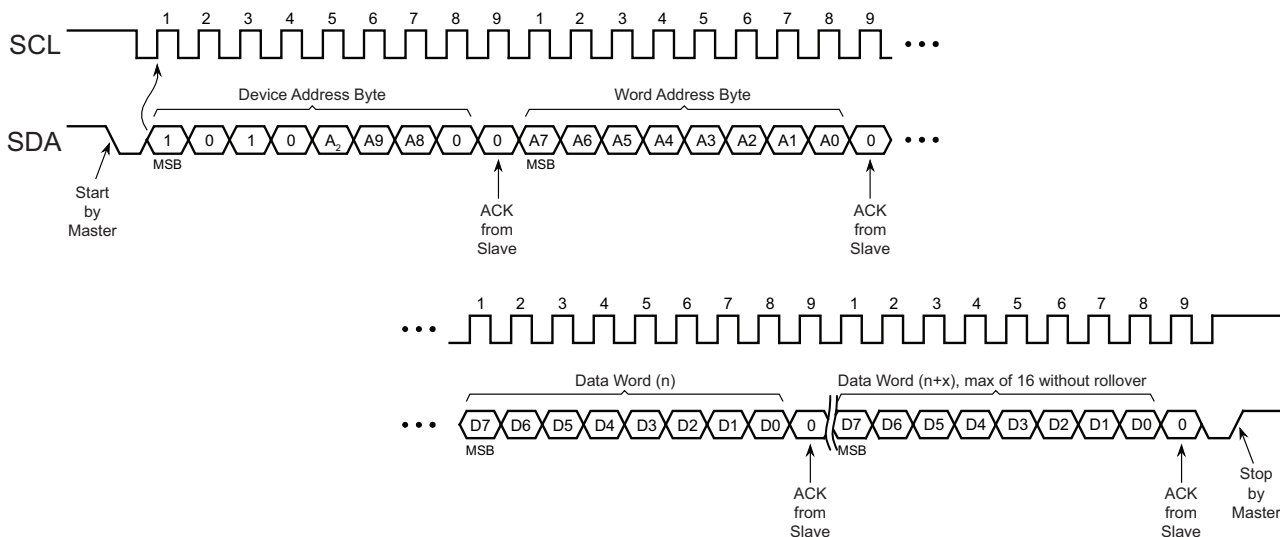 1 2 3 4 5 6 7 8 9 1 2 3 4 5 6 7 8 9
SCL
Device Address Byte Word Address Byte
SDA 1 0 1 0 A2 A9 A8 0 0 A7 A6 A5 A4 A3 A2 A1 A0 0
MSB MSB
Start
by
Master
ACK
from
Slave
ACK
from
Slave
1 2 3 4 5 6 7 8 9 1 2 3 4 5 6 7 8 9
Data Word (n) Data Word (n+x), max of 16 without rollover
D7 D6 D5 D4 D3 D2 D1 D0 0 D7 D6 D5 D4 D3 D2 D1 D0 0
MSB MSB
ACK
from
Slave
ACK
from
Slave
Stop
by
Master